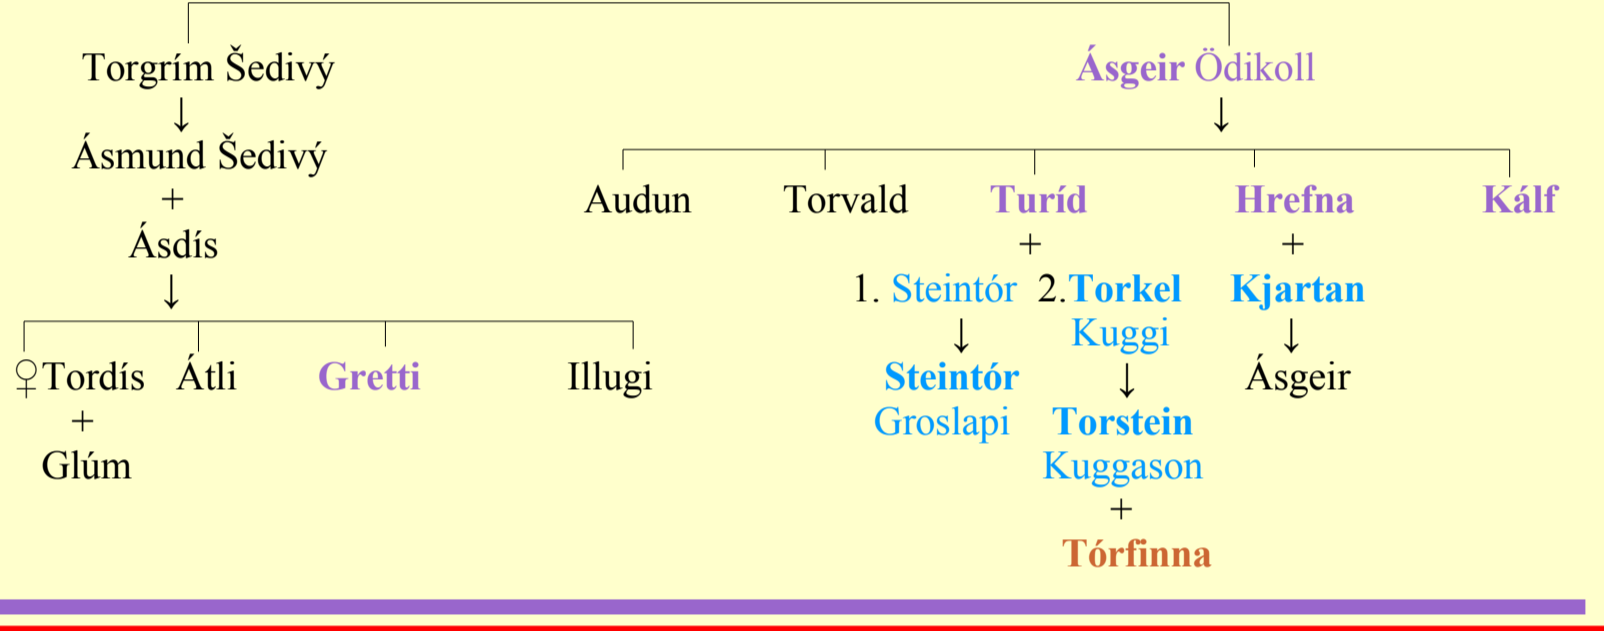 Torgrím Šedivý Ásgeir Ödikoll
↓ ↓
Ásmund Šedivý
Audun Torvald Turíd Hrefna Kálf
+
Ásdís + +
↓ 1. Steintór 2.Torkel Kjartan
↓ Kuggi ↓
♀Tordís Átli Gretti Illugi Steintór ↓ Ásgeir
+ Groslapi Torstein
Glúm Kuggason
+
Tórfinna